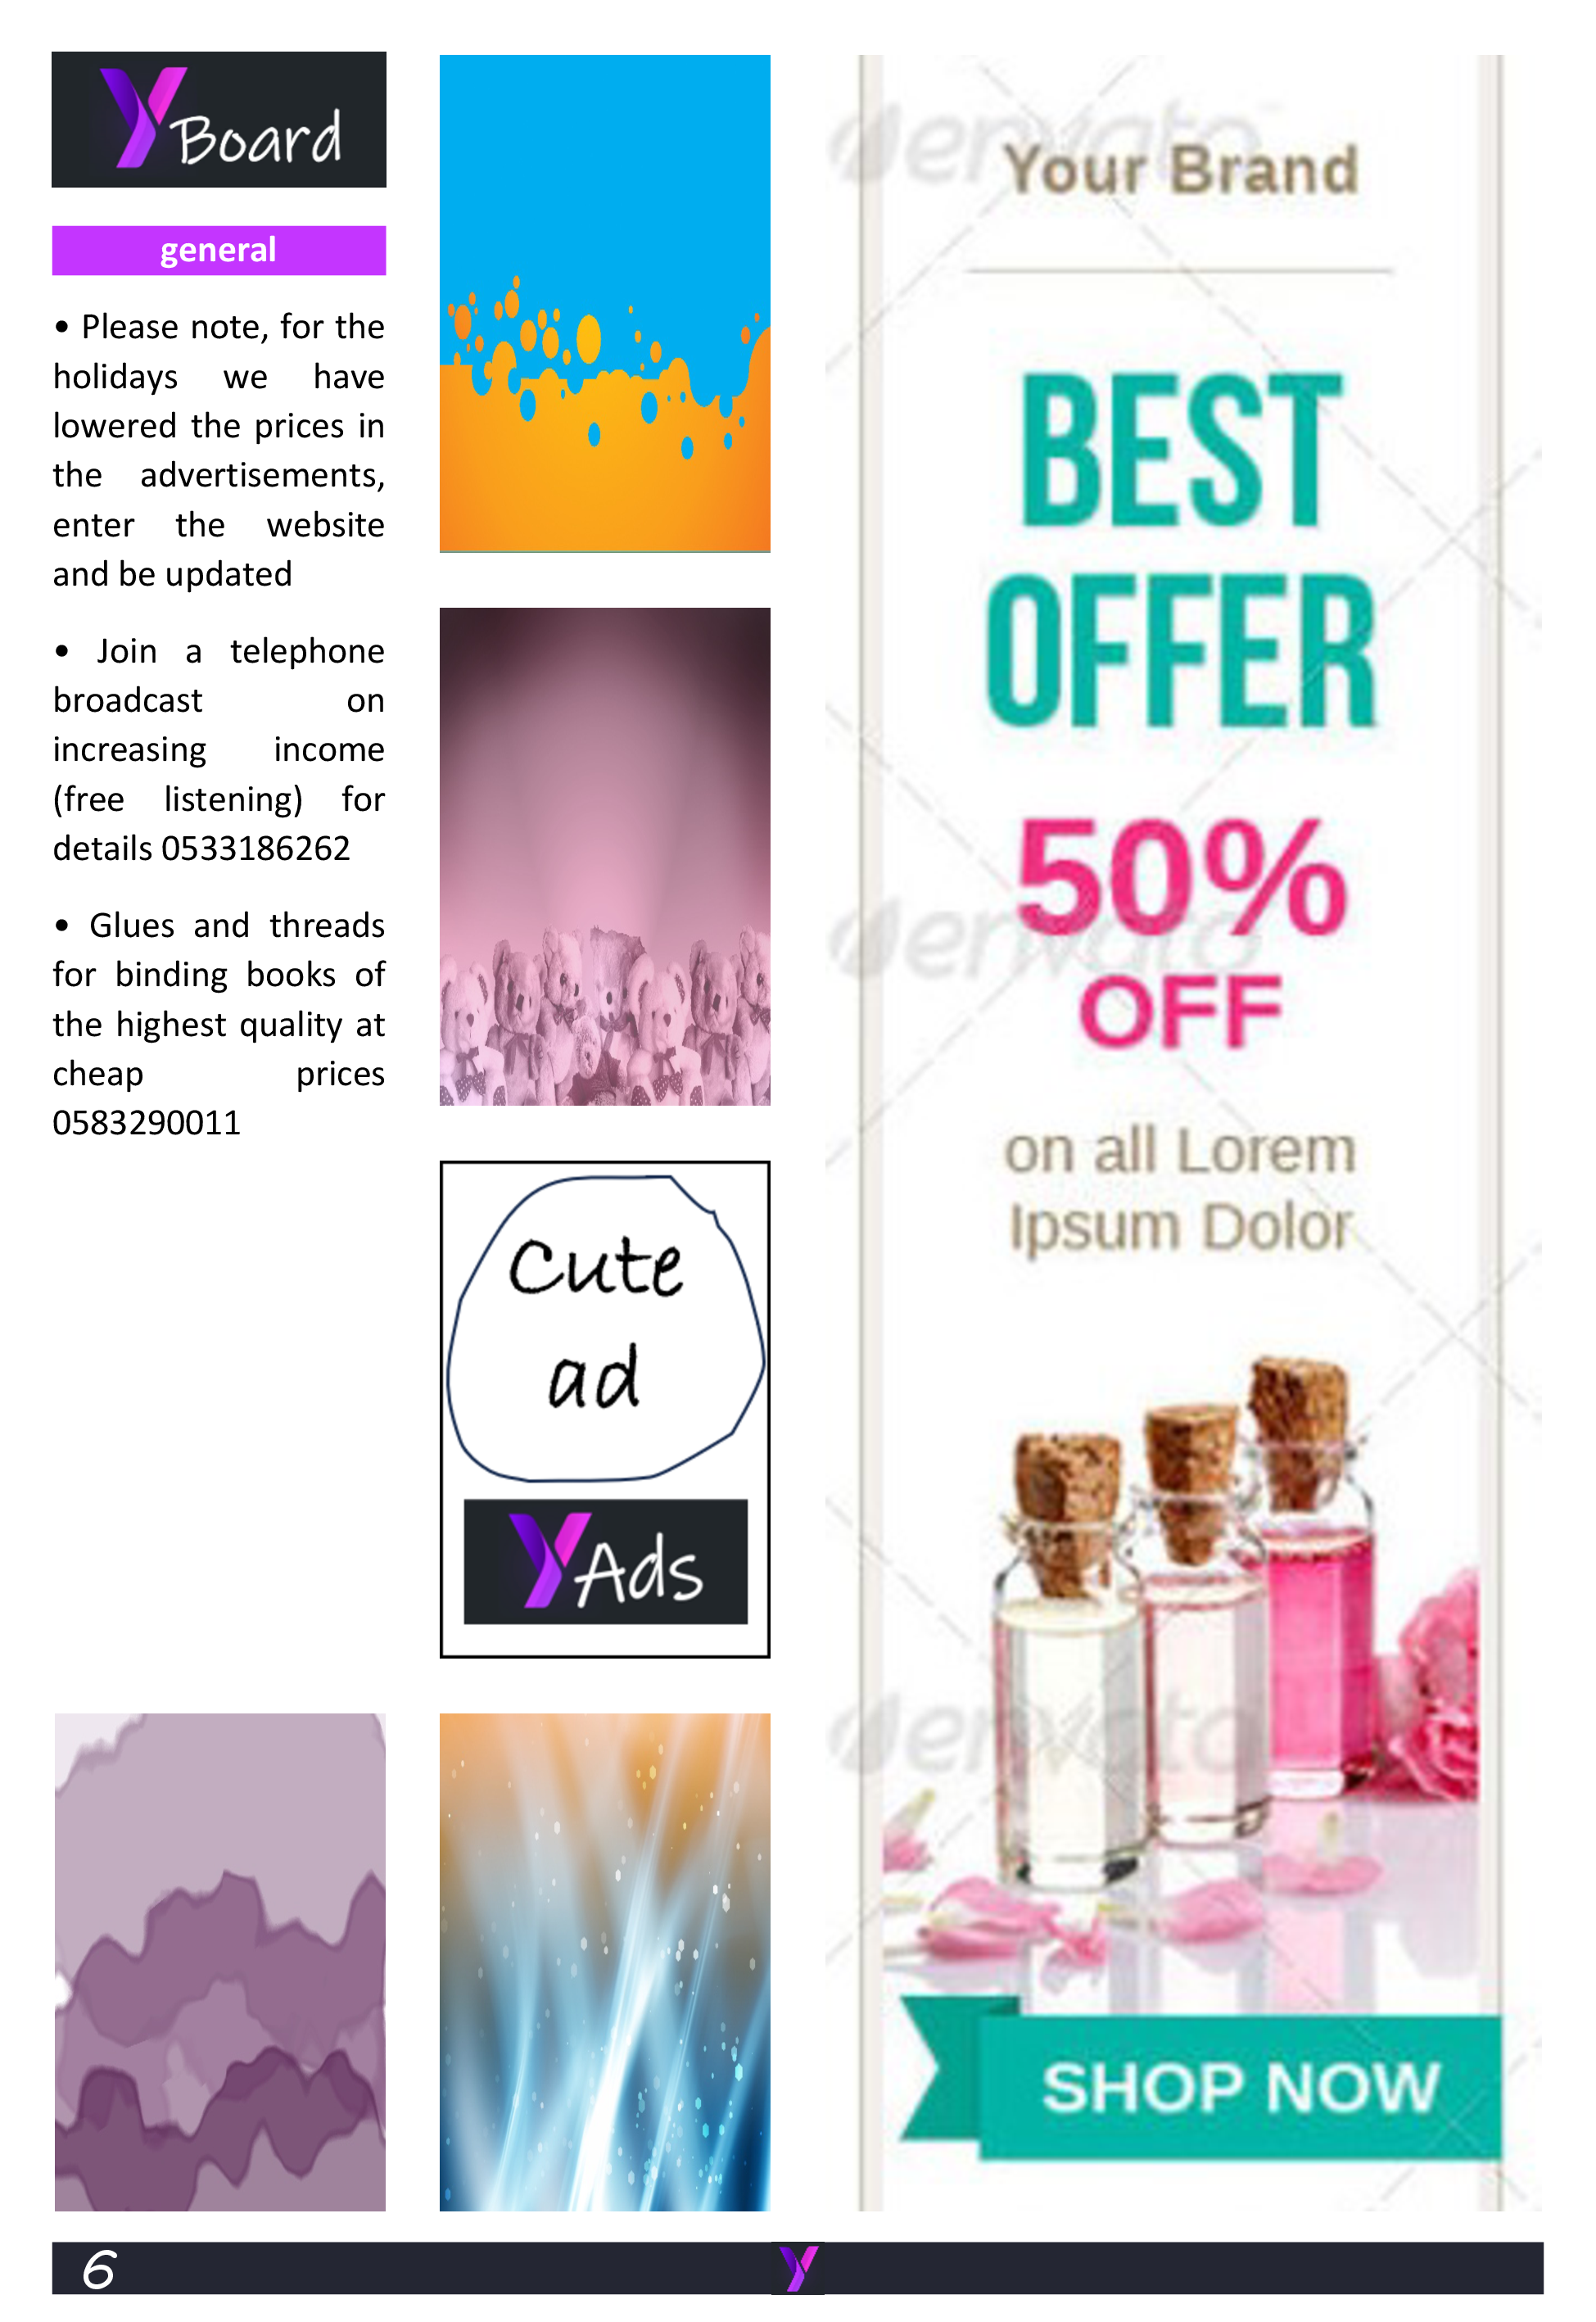 Y Board
general
• Please note, for the
holidays we have
lowered the prices in
the advertisements,
enter the website
and be updated
• Join a telephone
broadcast on
increasing income
(free listening) for
details 0533186262
• Glues and threads
for binding books of
the highest quality at
cheap prices
0583290011
Cute
ad
Y Ads
envato
Your Brand
BEST
OFFER
50%
envato
OFF
on all Lorem
Ipsum Dolor
envato
SHOP NOW
6
Y